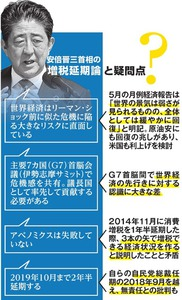 安倍晋三首相の
増税延期論と疑問点
?
世界経済はリーマン・シ
ョック前に似た危機に陥
る大きなリスクに直面し
ている
5月の月例経済報告は
「世界の景気は弱さが
見られるものの、全体
としては緩やかに回
復」と明記。原油安に
も回復の兆しがあり、
米国も利上げを検討
主要7カ国(G7)首脳会
議(伊勢志摩サミット)で
危機感を共有。議長国
として率先して貢献する
必要がある
G7首脳間で世界経
済の先行きに対する
認識に大きな差
アベノミクスは失敗して
いない
2014年11月に消費
増税を1年半延期し
た際、3本の矢で増税で
きる経済状況を作る
と説明したことと矛盾
2019年10月まで2年半
延期する
自らの自民党総裁任
期の2018年9月を越
え、無責任との批判も